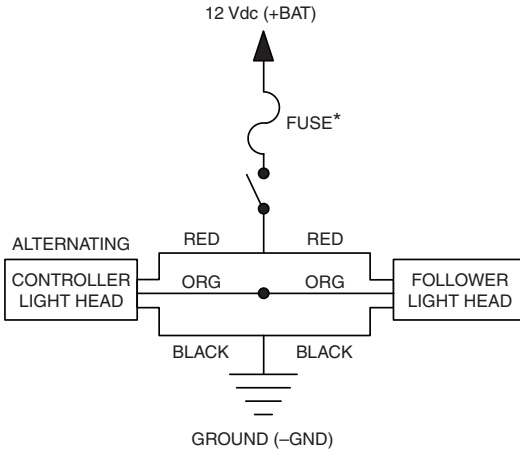 12 Vdc (+BAT)
FUSE*
ALTERNATING
RED
RED
CONTROLLER
LIGHT HEAD
ORG
ORG
FOLLOWER
LIGHT HEAD
BLACK
BLACK
GROUND (–GND)